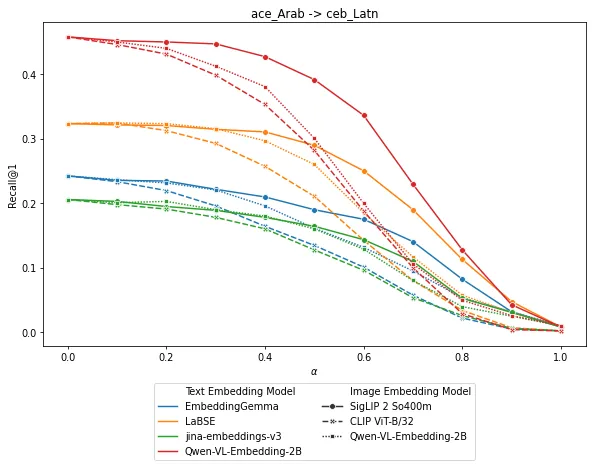 ace_Arab -> ceb_Latn
Recall@1
0.4
0.3
0.2
0.1
0.0
0.0 0.2 0.4 0.6 0.8 1.0
α
Text Embedding Model
EmbeddingGemma
LaBSE
jina-embeddings-v3
Qwen-VL-Embedding-2B
Image Embedding Model
SigLIP 2 So400m
CLIP ViT-B/32
Qwen-VL-Embedding-2B